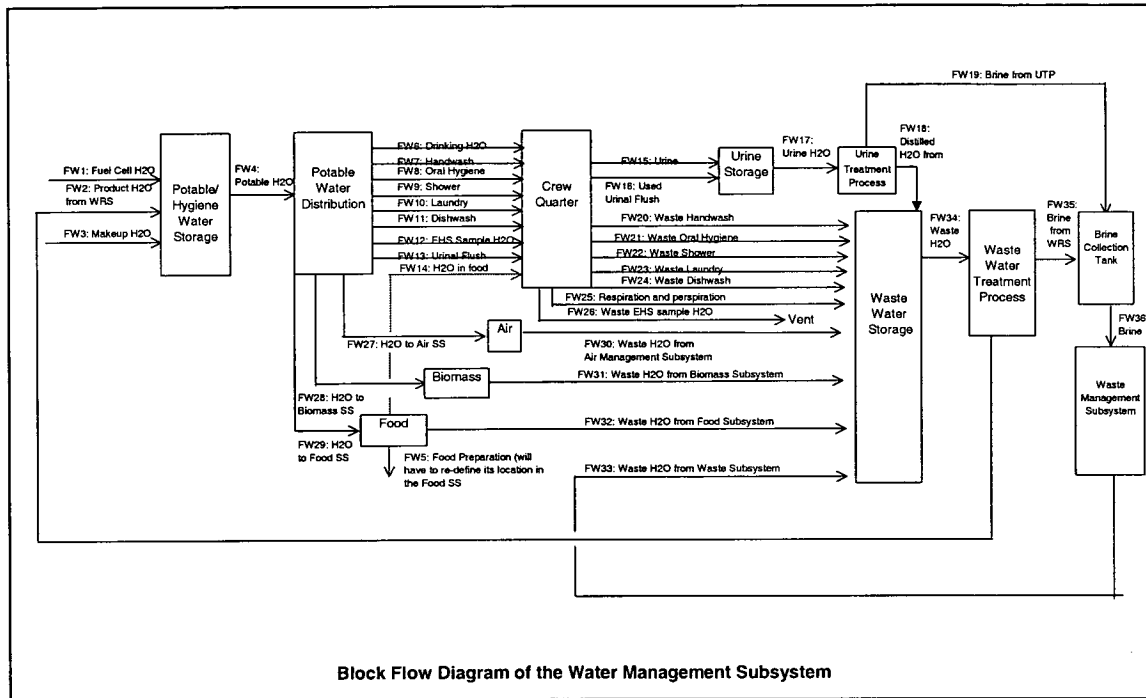 FW19: Brine from UTP
FW1: Fuel Cell H2O
FW2: Product H2O
from WRS
FW3: Makeup H2O
Potable/
Hygiene
Water
Storage
FW4:
Potable H2O
Potable
Water
Distribution
FW6: Drinking H2O
FW7: Handwash
FW8: Oral Hygiene
FW9: Shower
FW10: Laundry
FW11: Dishwash
FW12: EHS Sample H2O
FW13: Urinal Flush
FW14: H2O in food
Crew
Quarter
FW15: Urine
FW16: Used
Urinal Flush
Urine
Storage
FW17:
Urine H2O
Urine
Treatment
Process
FW18:
Distilled
H2O from
FW20: Waste Handwash
FW21: Waste Oral Hygiene
FW22: Waste Shower
FW23: Waste Laundry
FW24: Waste Dishwash
FW25: Respiration and perspiration
FW26: Waste EHS sample H2O
Vent
FW27: H2O to Air SS
Air
FW30: Waste H2O from
Air Management Subsystem
Biomass
FW31: Waste H2O from Biomass Subsystem
FW28: H2O to
Biomass SS
Food
FW32: Waste H2O from Food Subsystem
FW29: H2O
to Food SS
FW5: Food Preparation (will
have to re-define its location in
the Food SS
FW33: Waste H2O from Waste Subsystem
Waste
Water
Storage
FW34:
Waste
H2O
Waste
Water
Treatment
Process
FW35:
Brine
from
WRS
Brine
Collection
Tank
FW36
Brine
Waste
Management
Subsystem
Block Flow Diagram of the Water Management Subsystem